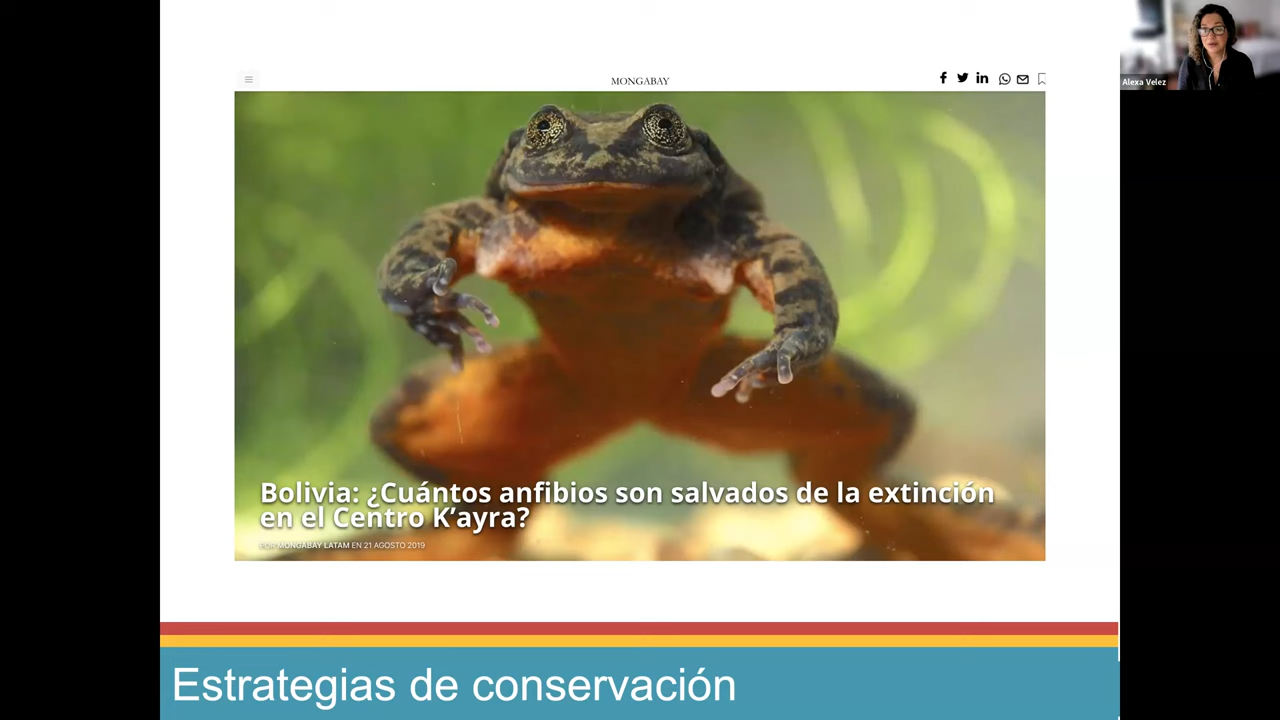 MONGABAY
Alexa Velez
Bolivia: ¿Cuántos anfibios son salvados de la extinción
en el Centro K’ayra?
POR MONGABAY LATAM EN 21 AGOSTO 2019
Estrategias de conservación